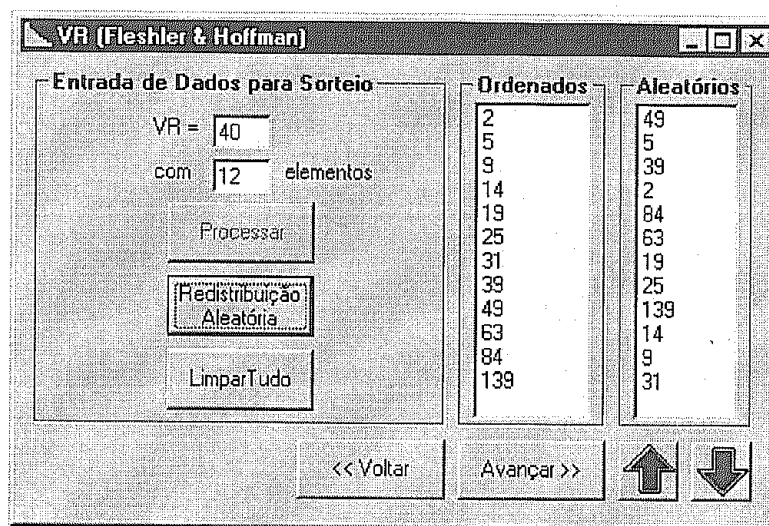 VR (Fleshler & Hoffman)
Entrada de Dados para Sorteio
VR = 40
com 12 elementos
Processar
Redistribuição
Aleatória
LimparTudo
Ordenados
2
5
9
14
19
25
31
39
49
63
84
139
Aleatórios
49
5
39
2
84
63
19
25
139
14
9
31
<< Voltar
Avançar >>